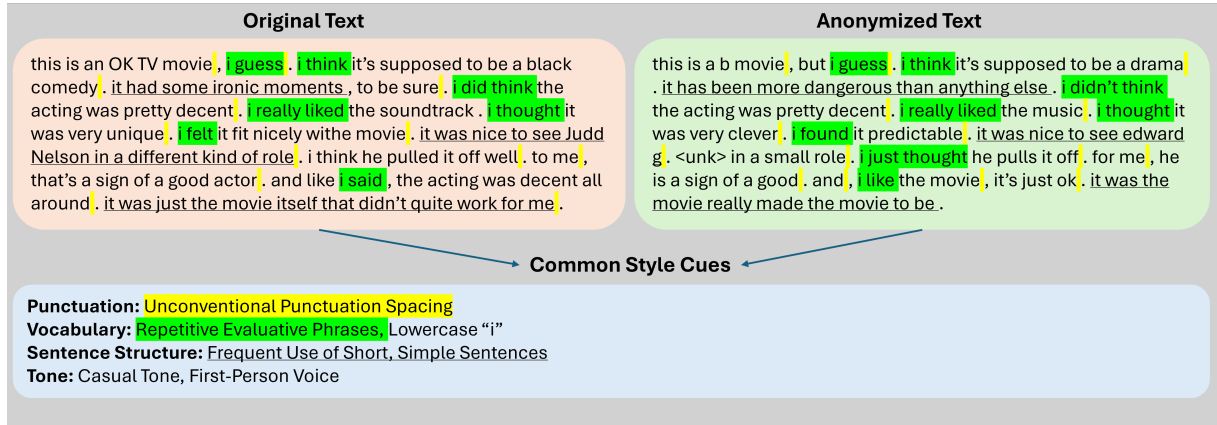 Original Text
this is an OK TV movie , i guess . i think it's supposed to be a black
comedy . it had some ironic moments , to be sure . i did think the
acting was pretty decent . i really liked the soundtrack . i thought it
was very unique . i felt it fit nicely withe movie . it was nice to see Judd
Nelson in a different kind of role . i think he pulled it off well . to me ,
that's a sign of a good actor . and like i said , the acting was decent all
around . it was just the movie itself that didn't quite work for me .
Anonymized Text
this is a b movie , but i guess . i think it's supposed to be a drama
. it has been more dangerous than anything else . i didn't think
the acting was pretty decent . i really liked the music . i thought it
was very clever . i found it predictable . it was nice to see edward
g . <unk> in a small role . i just thought he pulls it off . for me , he
is a sign of a good . and , i like the movie , it's just ok . it was the
movie really made the movie to be .
Common Style Cues
Punctuation: Unconventional Punctuation Spacing
Vocabulary: Repetitive Evaluative Phrases, Lowercase “i”
Sentence Structure: Frequent Use of Short, Simple Sentences
Tone: Casual Tone, First-Person Voice